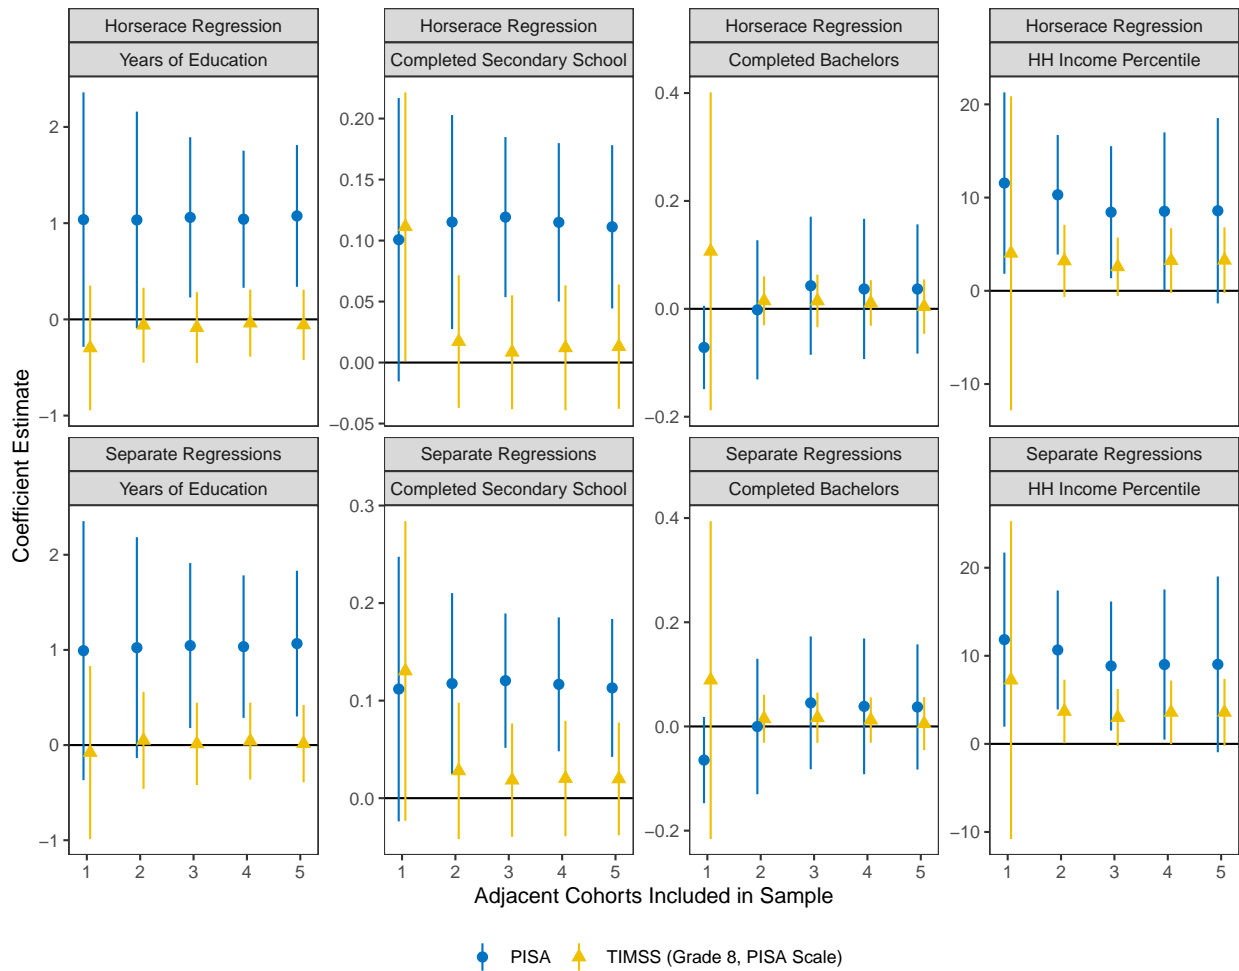 Horserace Regression
Horserace Regression
Horserace Regression
Horserace Regression
Years of Education
Completed Secondary School
Completed Bachelors
HH Income Percentile
2
1
0
−1
0.20
0.15
0.10
0.05
0.00
−0.05
0.4
0.2
0.0
−0.2
20
10
0
−10
Coefficient Estimate
Separate Regressions
Separate Regressions
Separate Regressions
Separate Regressions
Years of Education
Completed Secondary School
Completed Bachelors
HH Income Percentile
2
1
0
−1
0.3
0.2
0.1
0.0
0.4
0.2
0.0
−0.2
20
10
0
−10
1 2 3 4 5
1 2 3 4 5
1 2 3 4 5
1 2 3 4 5
Adjacent Cohorts Included in Sample
PISA
TIMSS (Grade 8, PISA Scale)